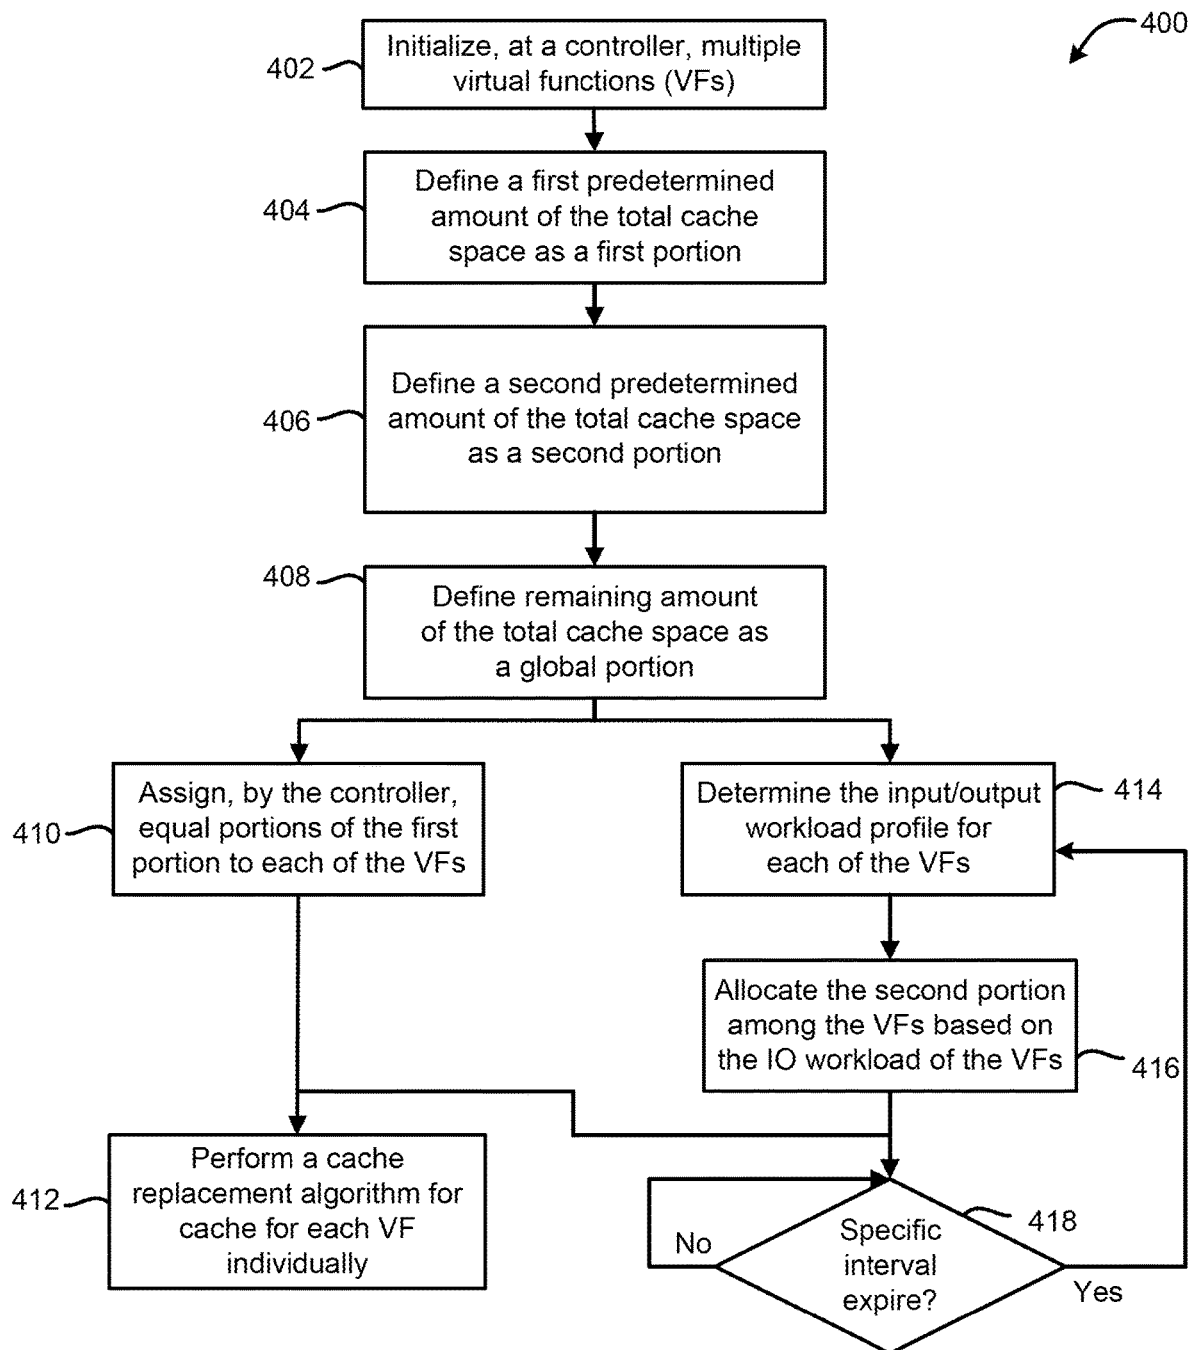 400
402
Initialize, at a controller, multiple
virtual functions (VFs)
404
Define a first predetermined
amount of the total cache
space as a first portion
406
Define a second predetermined
amount of the total cache space
as a second portion
408
Define remaining amount
of the total cache space as
a global portion
410
Assign, by the controller,
equal portions of the first
portion to each of the VFs
414
Determine the input/output
workload profile for
each of the VFs
416
Allocate the second portion
among the VFs based on
the IO workload of the VFs
412
Perform a cache
replacement algorithm for
cache for each VF
individually
418
Specific
interval
expire?
No
Yes